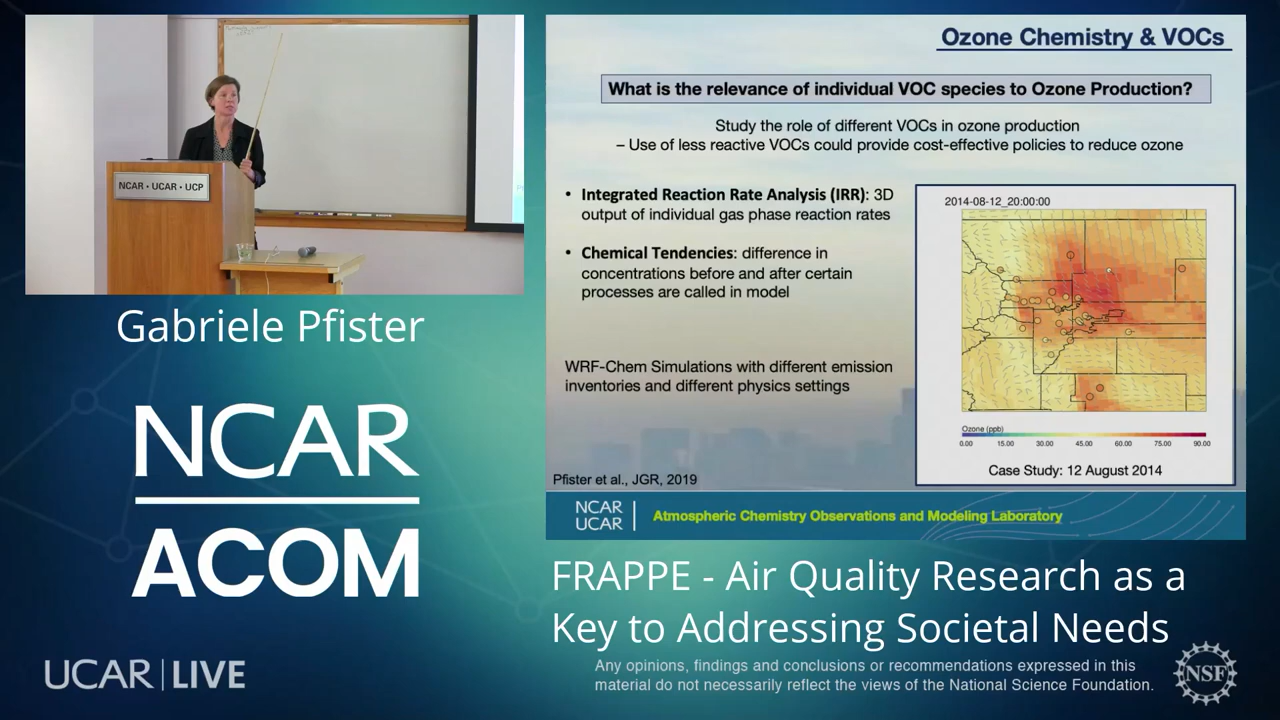 NCAR • UCAR • UCP
Gabriele Pfister
NCAR
ACOM
UCAR | LIVE
Ozone Chemistry & VOCs
What is the relevance of individual VOC species to Ozone Production?
Study the role of different VOCs in ozone production
– Use of less reactive VOCs could provide cost-effective policies to reduce ozone
• Integrated Reaction Rate Analysis (IRR): 3D
output of individual gas phase reaction rates
• Chemical Tendencies: difference in
concentrations before and after certain
processes are called in model
WRF-Chem Simulations with different emission
inventories and different physics settings
Pfister et al., JGR, 2019
2014-08-12_20:00:00
Ozone (ppb)
0.00 15.00 30.00 45.00 60.00 75.00 90.00
Case Study: 12 August 2014
NCAR
UCAR
Atmospheric Chemistry Observations and Modeling Laboratory
FRAPPE - Air Quality Research as a
Key to Addressing Societal Needs
Any opinions, findings and conclusions or recommendations expressed in this
material do not necessarily reflect the views of the National Science Foundation.
NSF